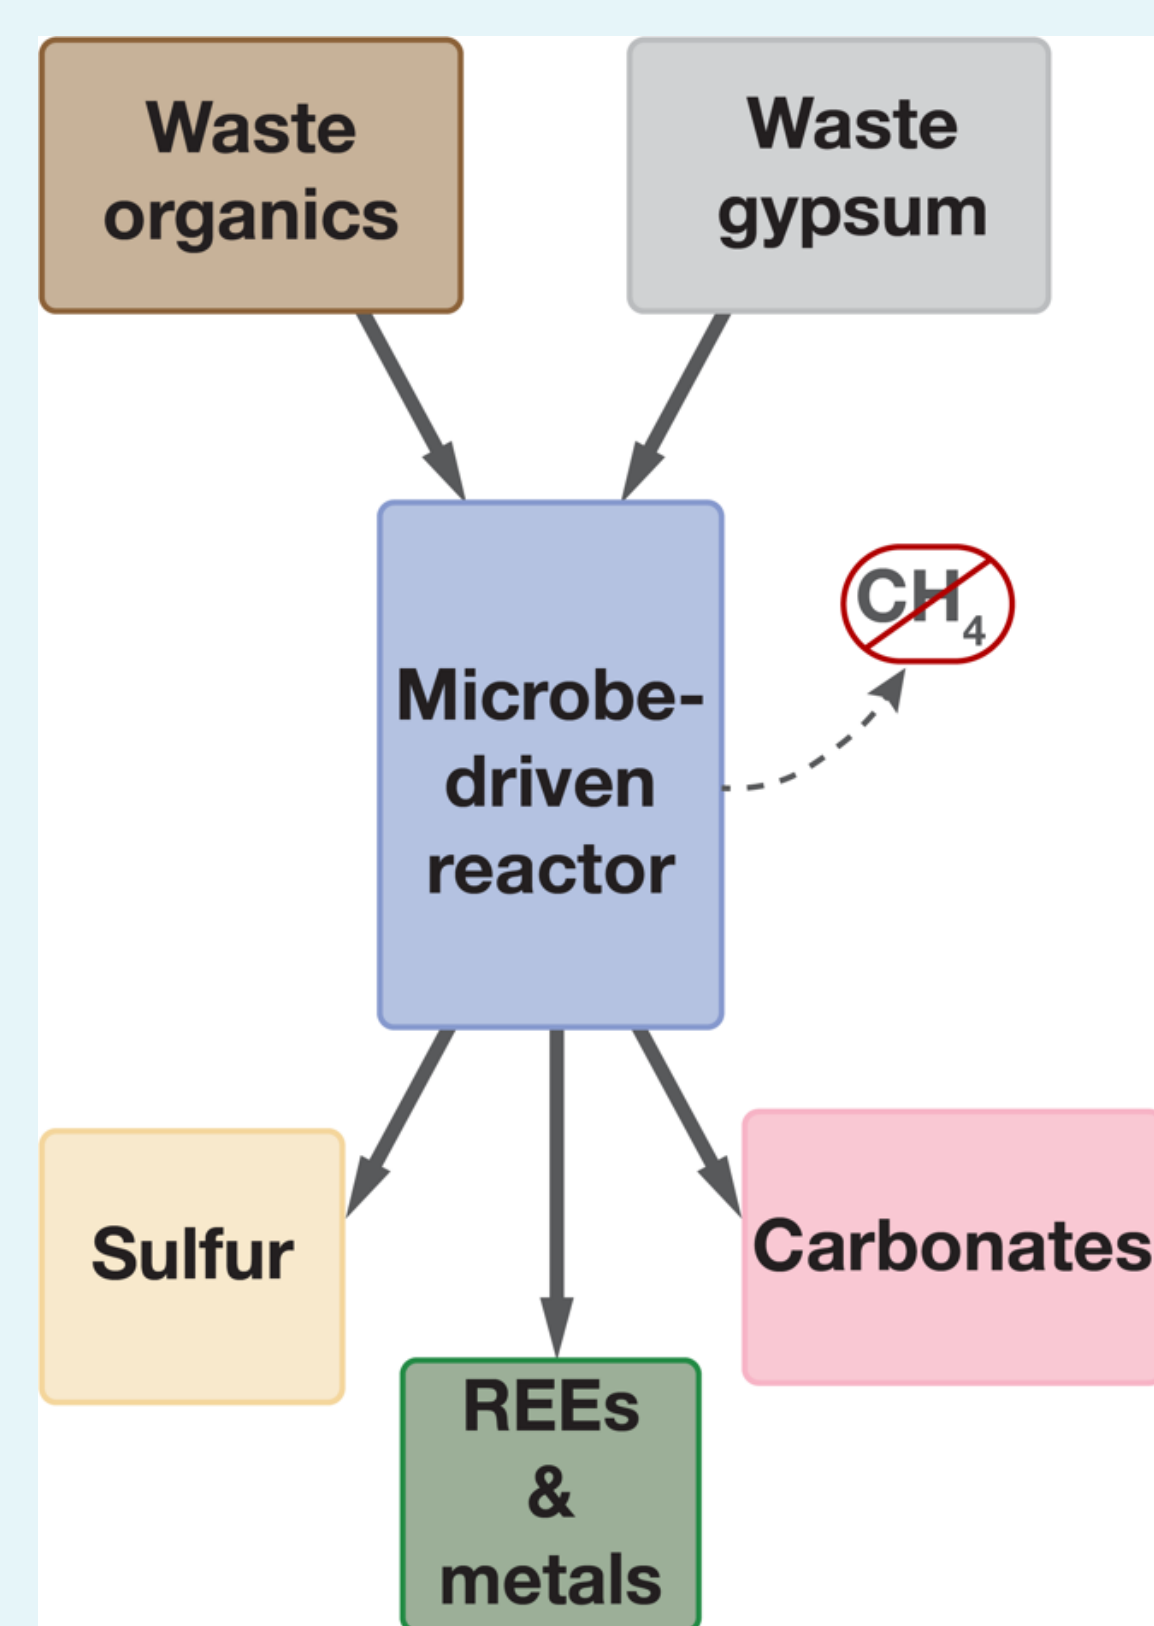 Waste
organics
Waste
gypsum
CH₄
Microbe-
driven
reactor
Sulfur
Carbonates
REEs
&
metals